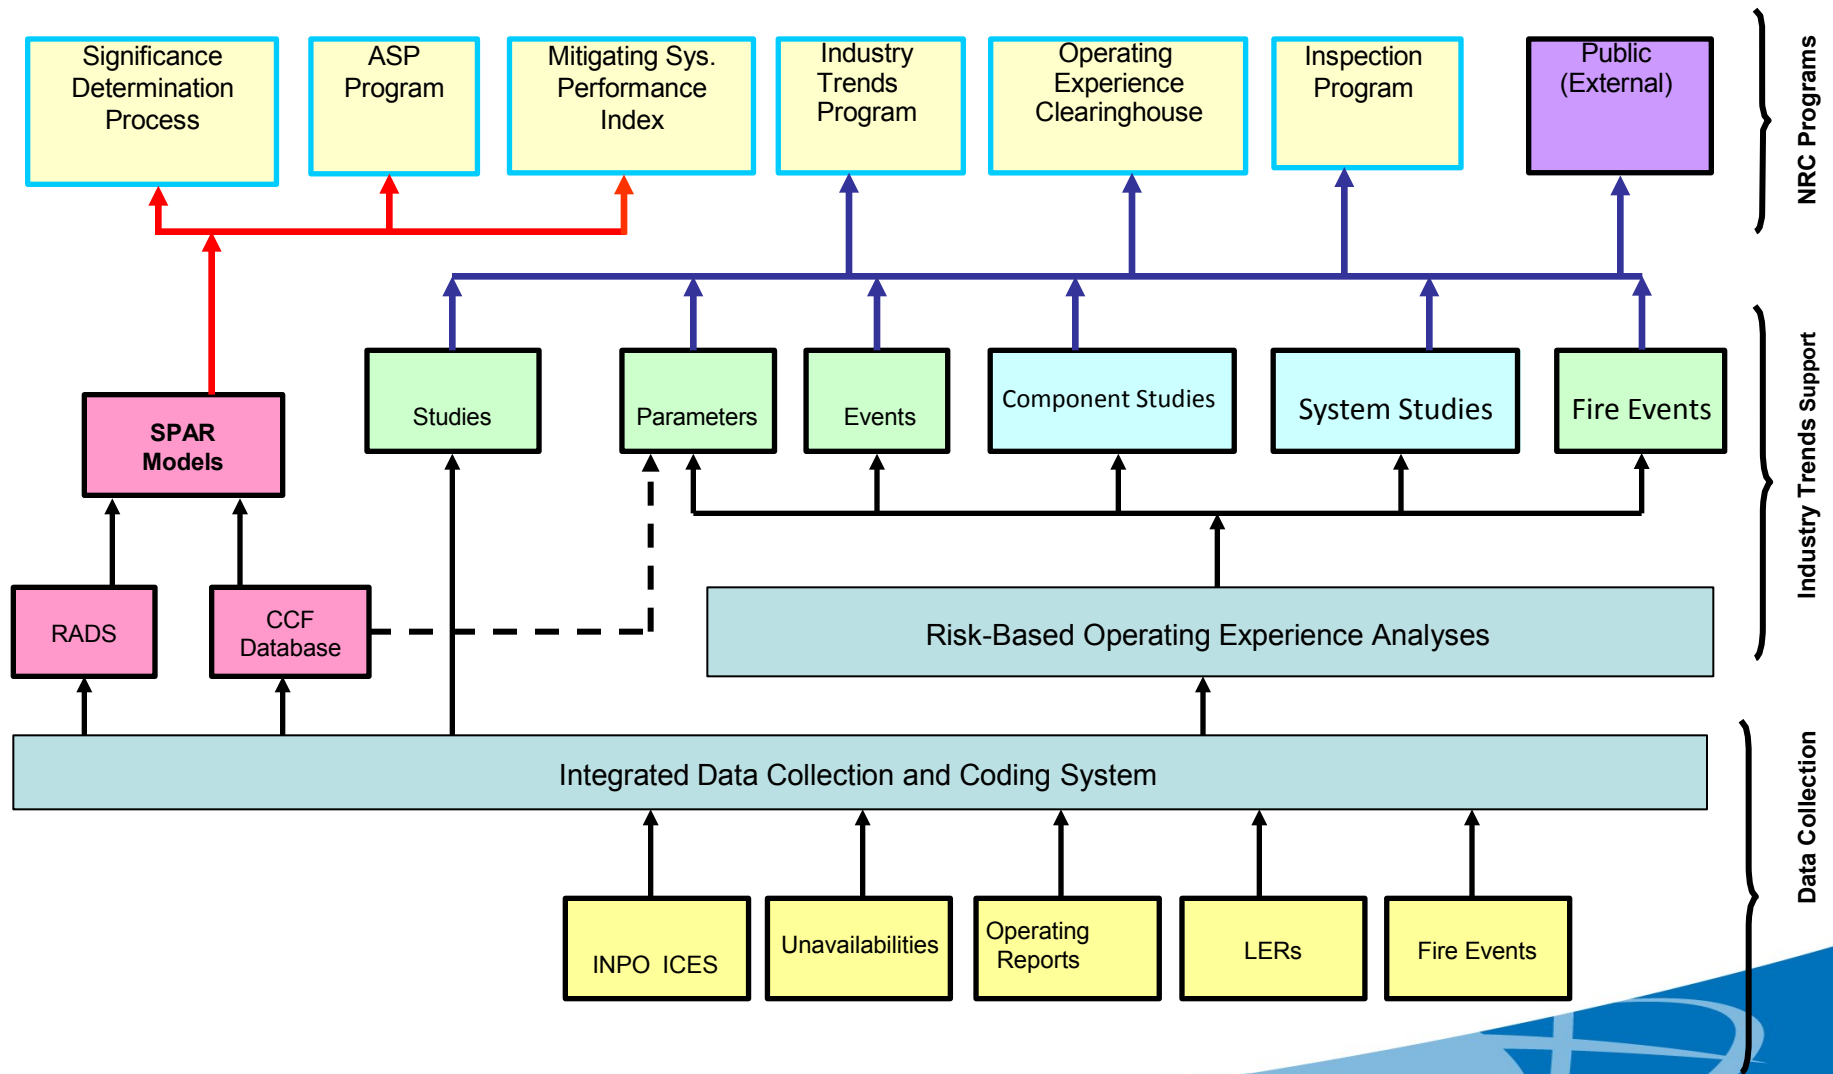 Significance
Determination
Process
ASP
Program
Mitigating Sys.
Performance
Index
Industry
Trends
Program
Operating
Experience
Clearinghouse
Inspection
Program
Public
(External)
NRC Programs
SPAR
Models
Studies
Parameters
Events
Component Studies
System Studies
Fire Events
Industry Trends Support
RADS
CCF
Database
Risk-Based Operating Experience Analyses
Integrated Data Collection and Coding System
Data Collection
INPO  ICES
Unavailabilities
Operating
Reports
LERs
Fire Events